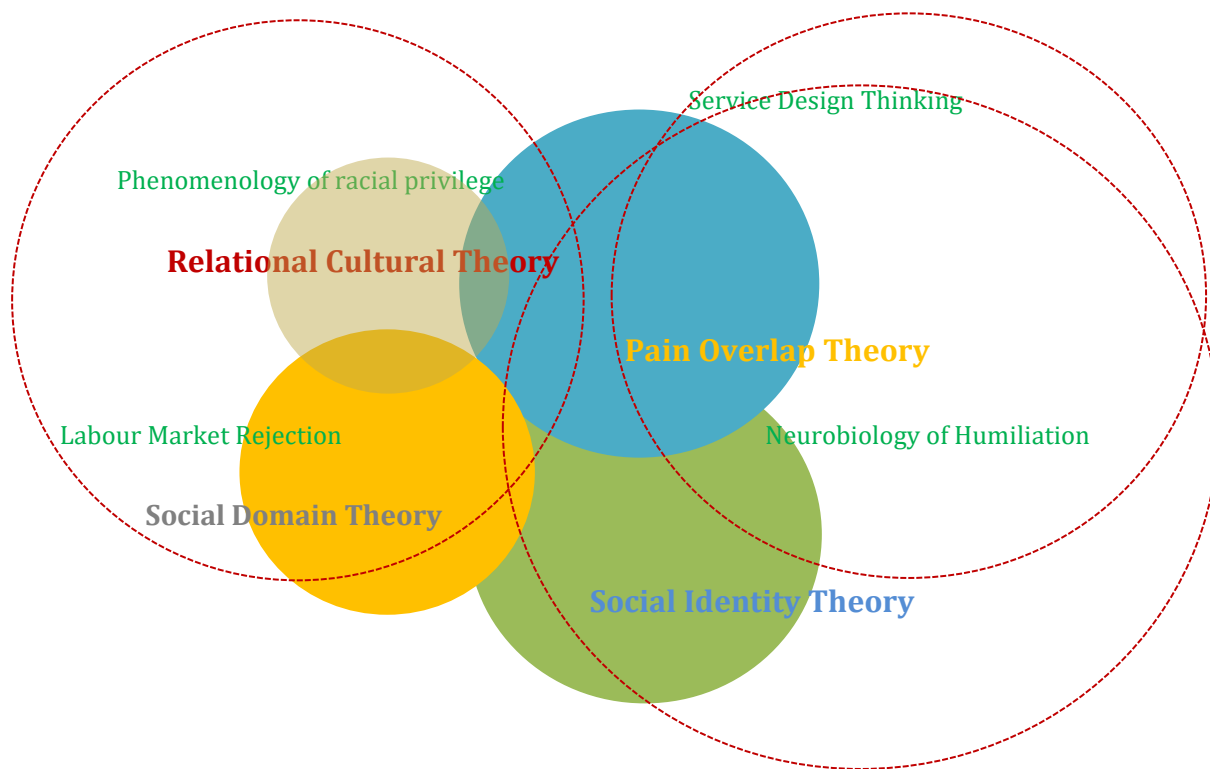 Service Design Thinking
Phenomenology of racial privilege
Relational Cultural Theory
Pain Overlap Theory
Labour Market Rejection
Neurobiology of Humiliation
Social Domain Theory
Social Identity Theory